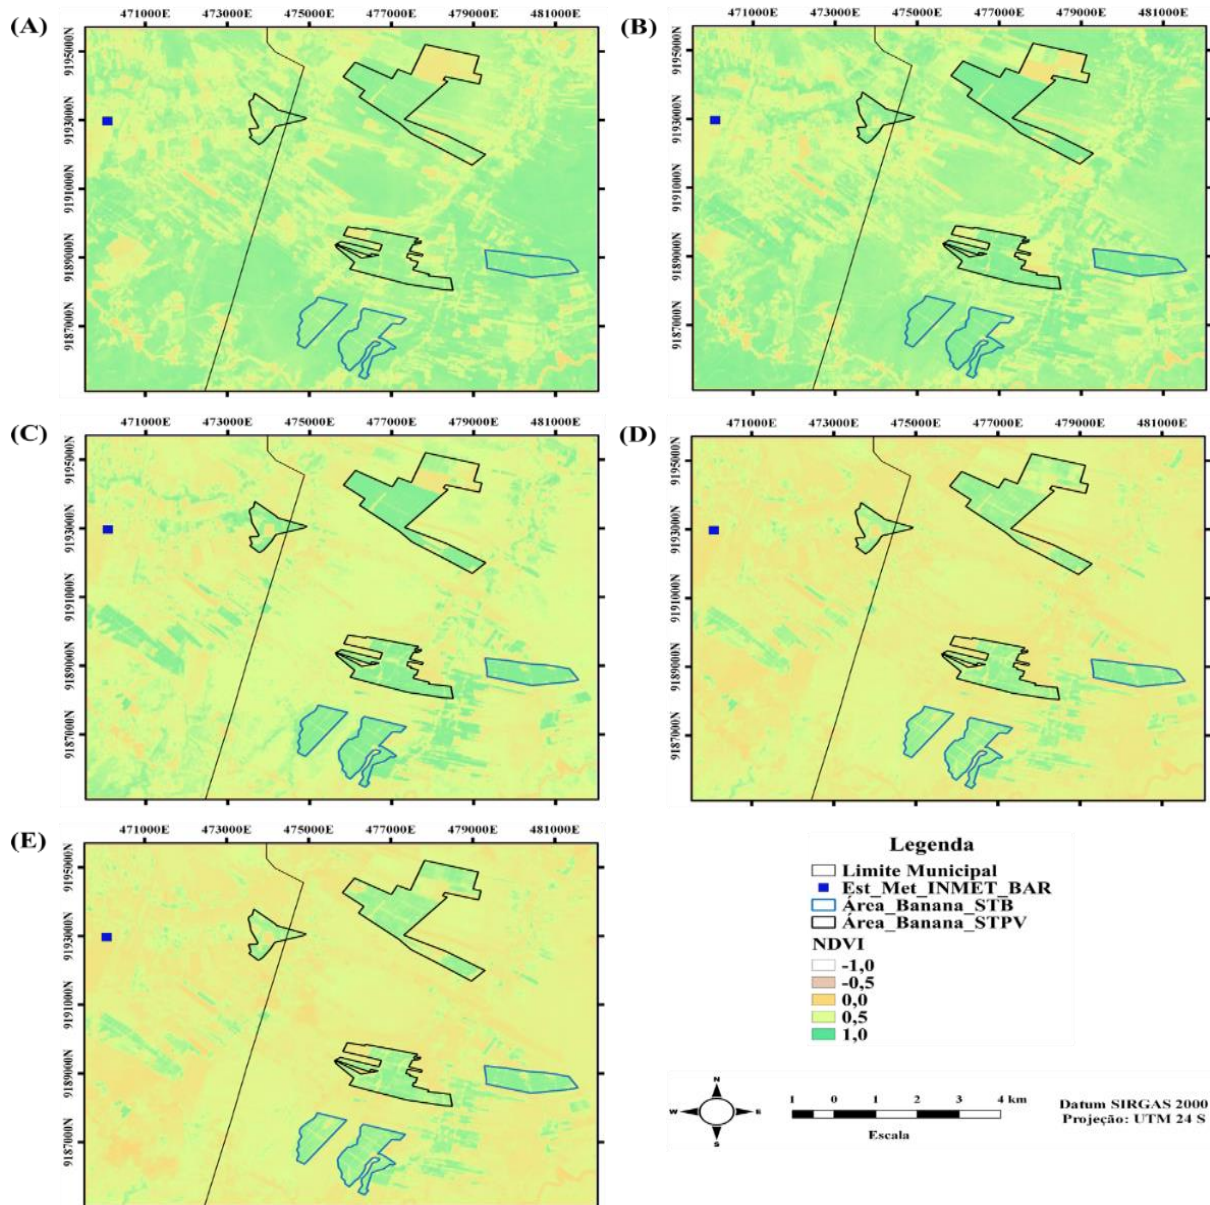 (A)
471000E 473000E 475000E 477000E 479000E 481000E
9195000N
9193000N
9191000N
9189000N
9187000N
(B)
471000E 473000E 475000E 477000E 479000E 481000E
9195000N
9193000N
9191000N
9189000N
9187000N
(C)
471000E 473000E 475000E 477000E 479000E 481000E
9195000N
9193000N
9191000N
9189000N
9187000N
(D)
471000E 473000E 475000E 477000E 479000E 481000E
9195000N
9193000N
9191000N
9189000N
9187000N
(E)
471000E 473000E 475000E 477000E 479000E 481000E
9195000N
9193000N
9191000N
9189000N
9187000N
Legenda
Limite Municipal
Est_Met_INMET_BAR
Área_Banana_STB
Área_Banana_STPV
NDVI
-1,0
-0,5
0,0
0,5
1,0
N
W E
S
1 0 1 2 3 4 km
Escala
Datum SIRGAS 2000
Projeção: UTM 24 S